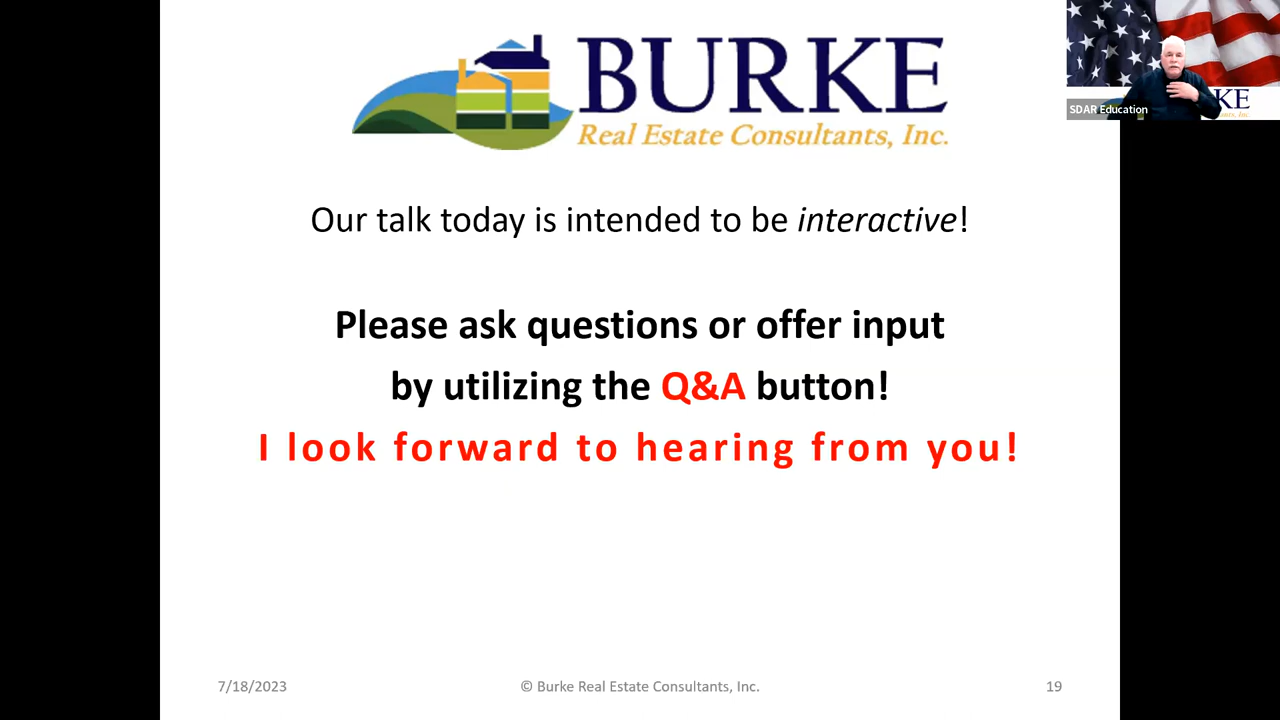 BURKE
Real Estate Consultants, Inc.
SDAR Education
KE
Our talk today is intended to be interactive!
Please ask questions or offer input
by utilizing the Q&A button!
I look forward to hearing from you!
7/18/2023
© Burke Real Estate Consultants, Inc.
19